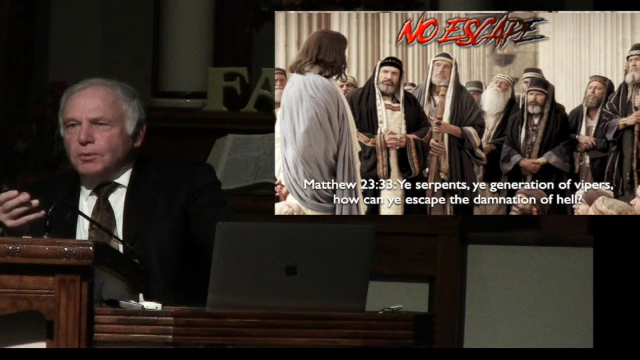 NO ESCAPE
FA
Matthew 23:33: Ye serpents, ye generation of vipers,
how can ye escape the damnation of hell?